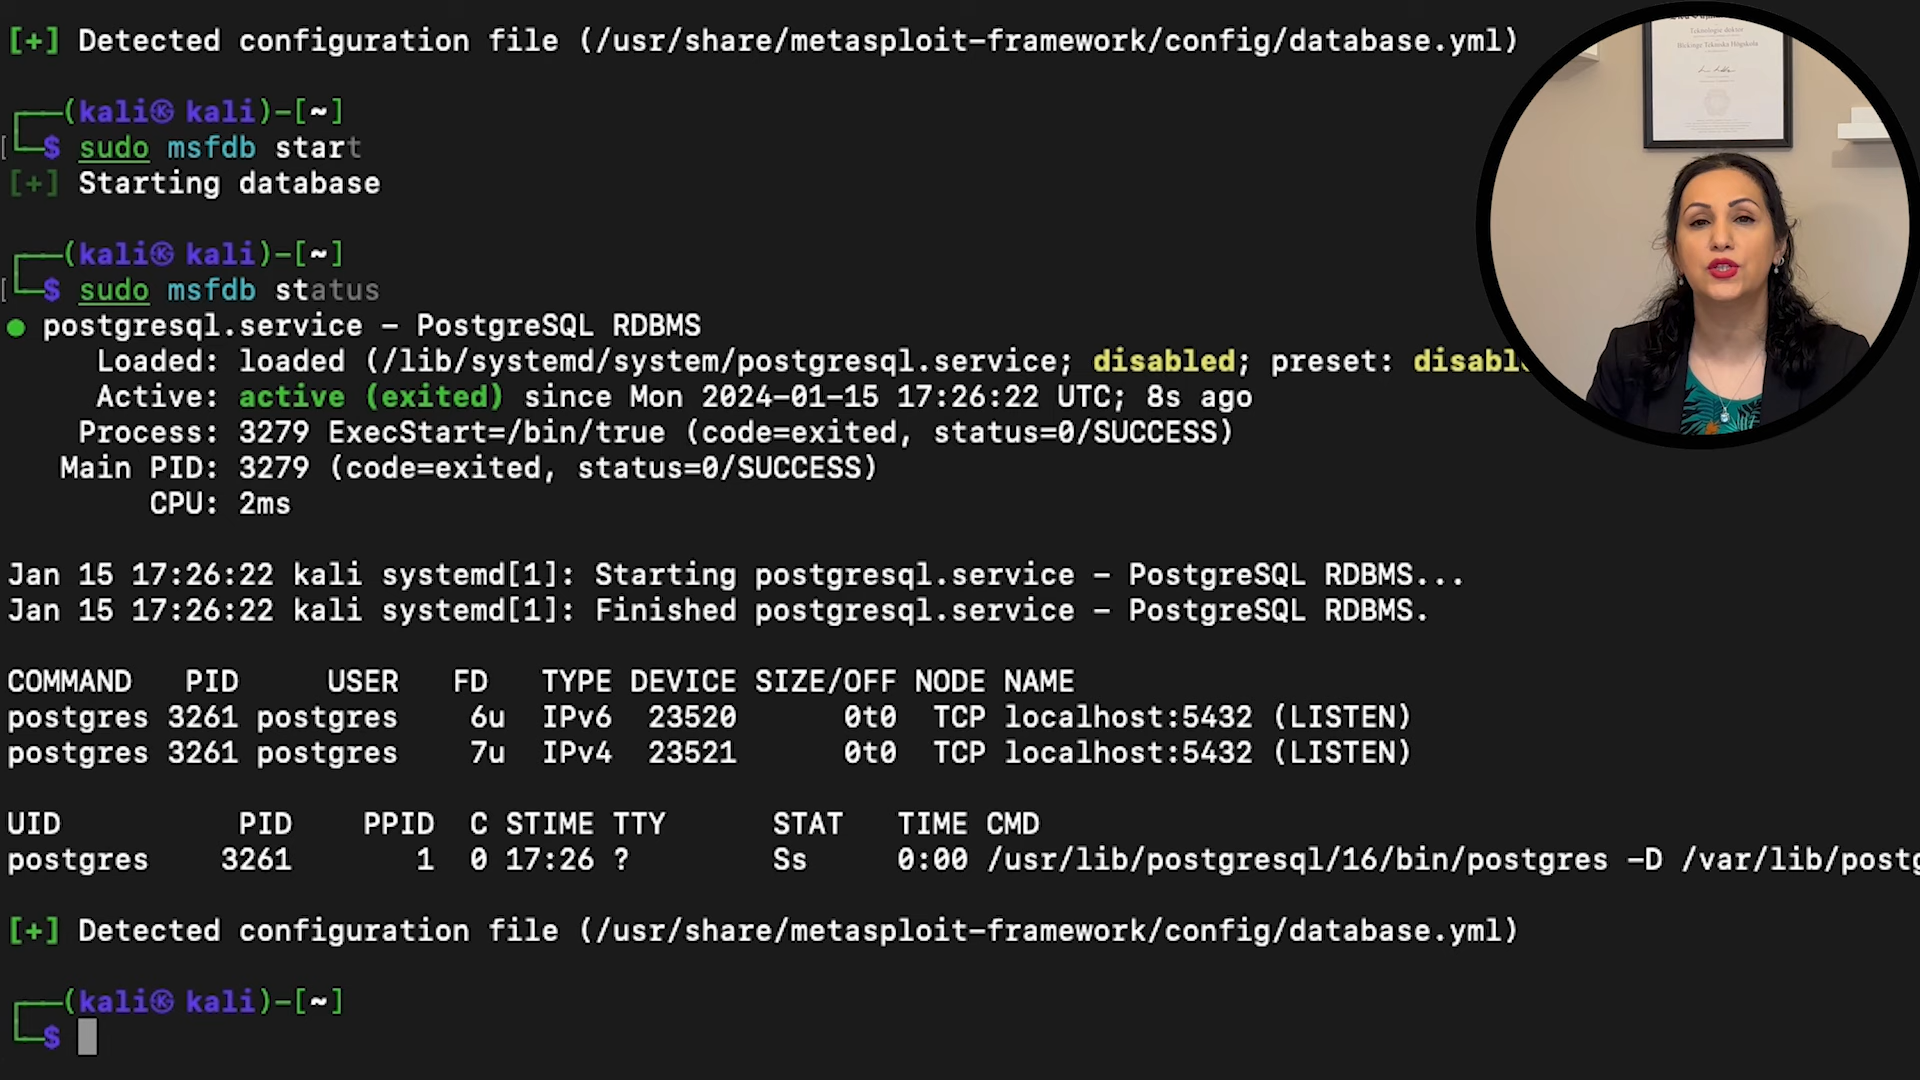 [+] Detected configuration file (/usr/share/metasploit-framework/config/database.yml)
┌──(kali㉿kali)-[~]
└─$ sudo msfdb start
[+] Starting database
┌──(kali㉿kali)-[~]
└─$ sudo msfdb status
● postgresql.service – PostgreSQL RDBMS
Loaded: loaded (/lib/systemd/system/postgresql.service; disabled; preset: disabl
Active: active (exited) since Mon 2024-01-15 17:26:22 UTC; 8s ago
Process: 3279 ExecStart=/bin/true (code=exited, status=0/SUCCESS)
Main PID: 3279 (code=exited, status=0/SUCCESS)
CPU: 2ms
Jan 15 17:26:22 kali systemd[1]: Starting postgresql.service – PostgreSQL RDBMS...
Jan 15 17:26:22 kali systemd[1]: Finished postgresql.service – PostgreSQL RDBMS.
COMMAND PID USER FD TYPE DEVICE SIZE/OFF NODE NAME
postgres 3261 postgres 6u IPv6 23520 0t0 TCP localhost:5432 (LISTEN)
postgres 3261 postgres 7u IPv4 23521 0t0 TCP localhost:5432 (LISTEN)
UID PID PPID C STIME TTY STAT TIME CMD
postgres 3261 1 0 17:26 ? Ss 0:00 /usr/lib/postgresql/16/bin/postgres –D /var/lib/postg
[+] Detected configuration file (/usr/share/metasploit-framework/config/database.yml)
┌──(kali㉿kali)-[~]
└─$
Teknologie doktor
Blekinge Tekniska Högskola